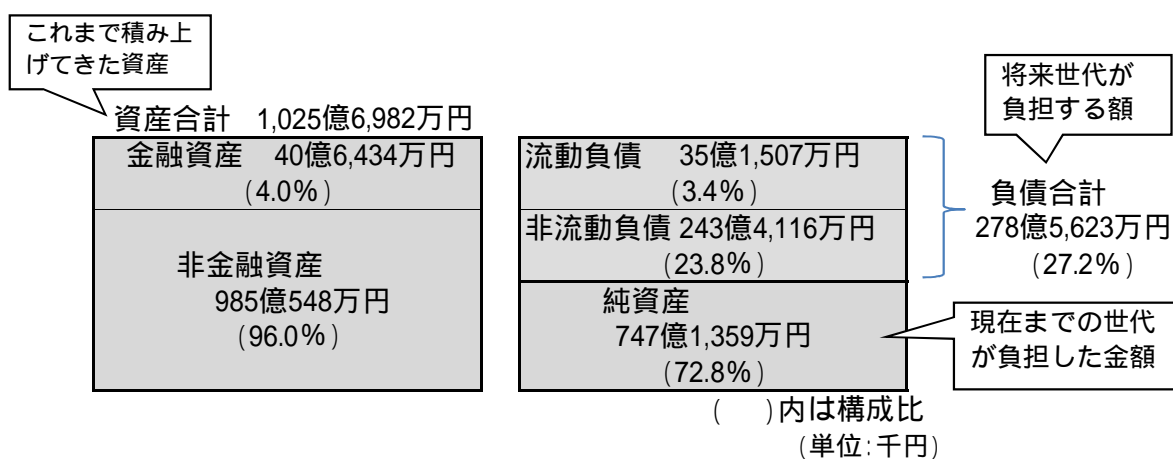 これまで積み上
げてきた資産
資産合計　1,025億6,982万円
金融資産　40億6,434万円
(4.0%)
非金融資産
985億548万円
(96.0%)
流動負債　35億1,507万円
(3.4%)
非流動負債 243億4,116万円
(23.8%)
純資産
747億1,359万円
(72.8%)
将来世代が
負担する額
負債合計
278億5,623万円
(27.2%)
現在までの世代
が負担した金額
(　)内は構成比
(単位:千円)